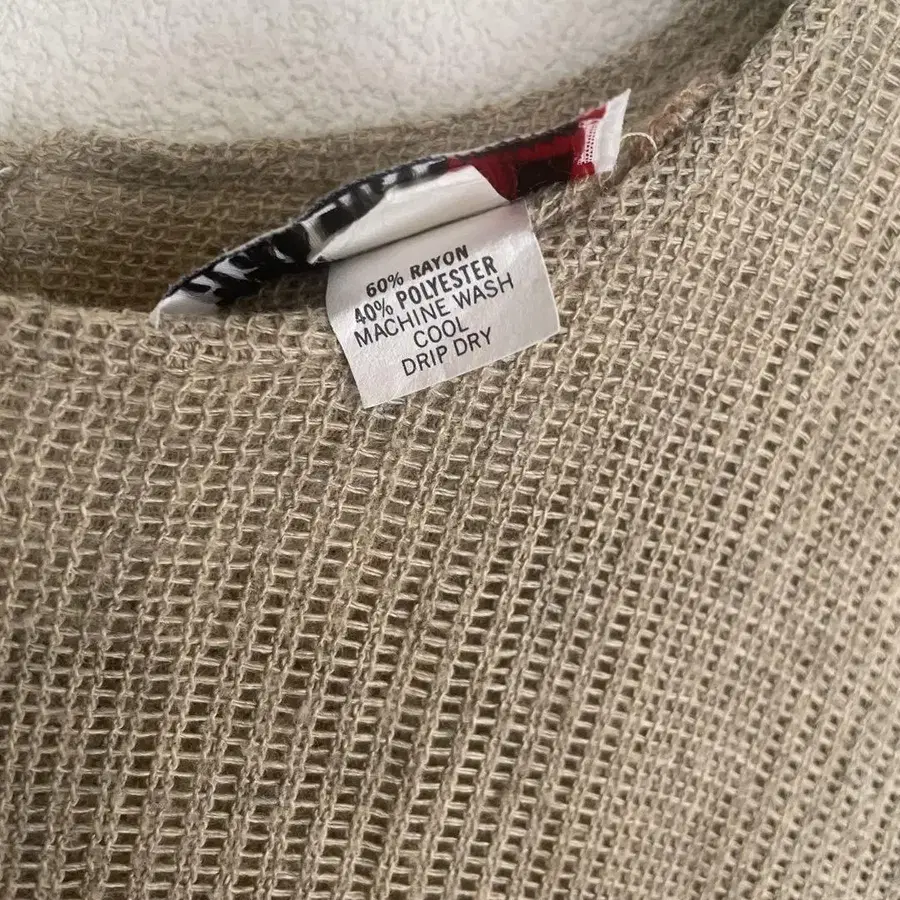 60% RAYON
40% POLYESTER
MACHINE WASH
COOL
DRIP DRY